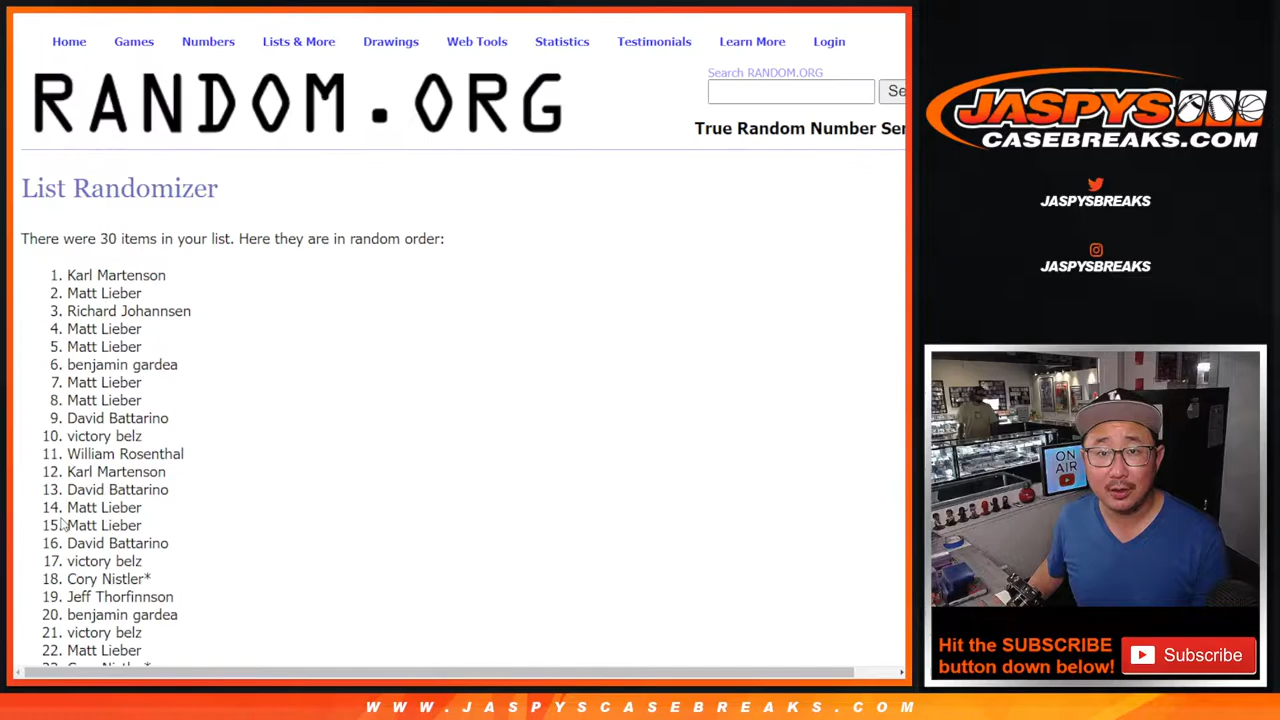 Home Games Numbers Lists & More Drawings Web Tools Statistics Testimonials Learn More Login
RANDOM.ORG
Search RANDOM.ORG
Se
True Random Number Ser
List Randomizer
There were 30 items in your list. Here they are in random order:
1. Karl Martenson
2. Matt Lieber
3. Richard Johannsen
4. Matt Lieber
5. Matt Lieber
6. benjamin gardea
7. Matt Lieber
8. Matt Lieber
9. David Battarino
10. victory belz
11. William Rosenthal
12. Karl Martenson
13. David Battarino
14. Matt Lieber
15. Matt Lieber
16. David Battarino
17. victory belz
18. Cory Nistler*
19. Jeff Thorfinnson
20. benjamin gardea
21. victory belz
22. Matt Lieber
JASPYS
CASEBREAKS.COM
JASPYSBREAKS
JASPYSBREAKS
ON
AIR
Hit the SUBSCRIBE
button down below!
Subscribe
WWW.JASPYSCASEBREAKS.COM